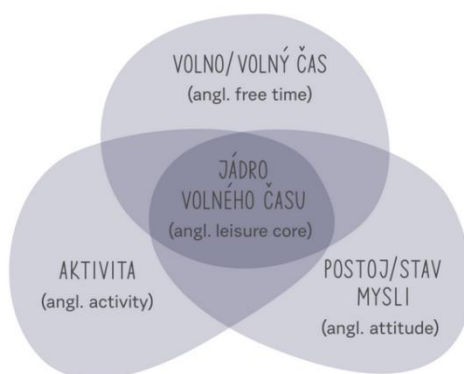 VOLNO/VOLNÝ ČAS
(angl. free time)
JÁDRO
VOLNÉHO ČASU
(angl. leisure core)
AKTIVITA
(angl. activity)
POSTOJ/STAV
MYSLI
(angl. attitude)